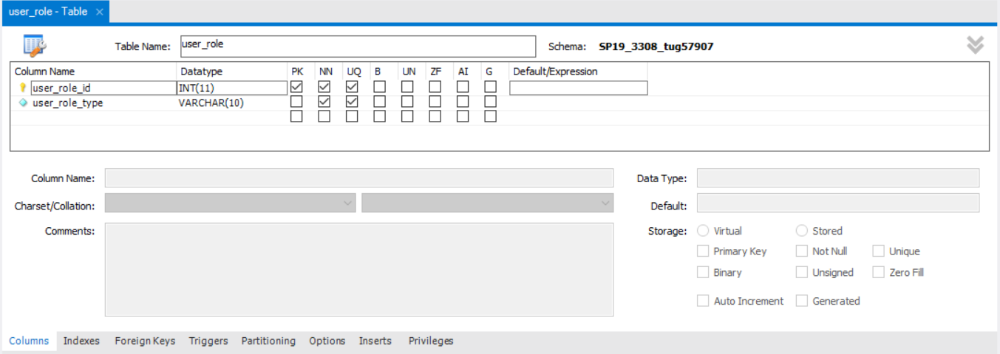 user_role - Table ×
Table Name: user_role Schema: SP19_3308_tug57907
Column Name Datatype PK NN UQ B UN ZF AI G Default/Expression
user_role_id INT(11)
user_role_type VARCHAR(10)
Column Name: Data Type:
Charset/Collation: Default:
Comments: Storage: Virtual Stored
Primary Key Not Null Unique
Binary Unsigned Zero Fill
Auto Increment Generated
Columns Indexes Foreign Keys Triggers Partitioning Options Inserts Privileges